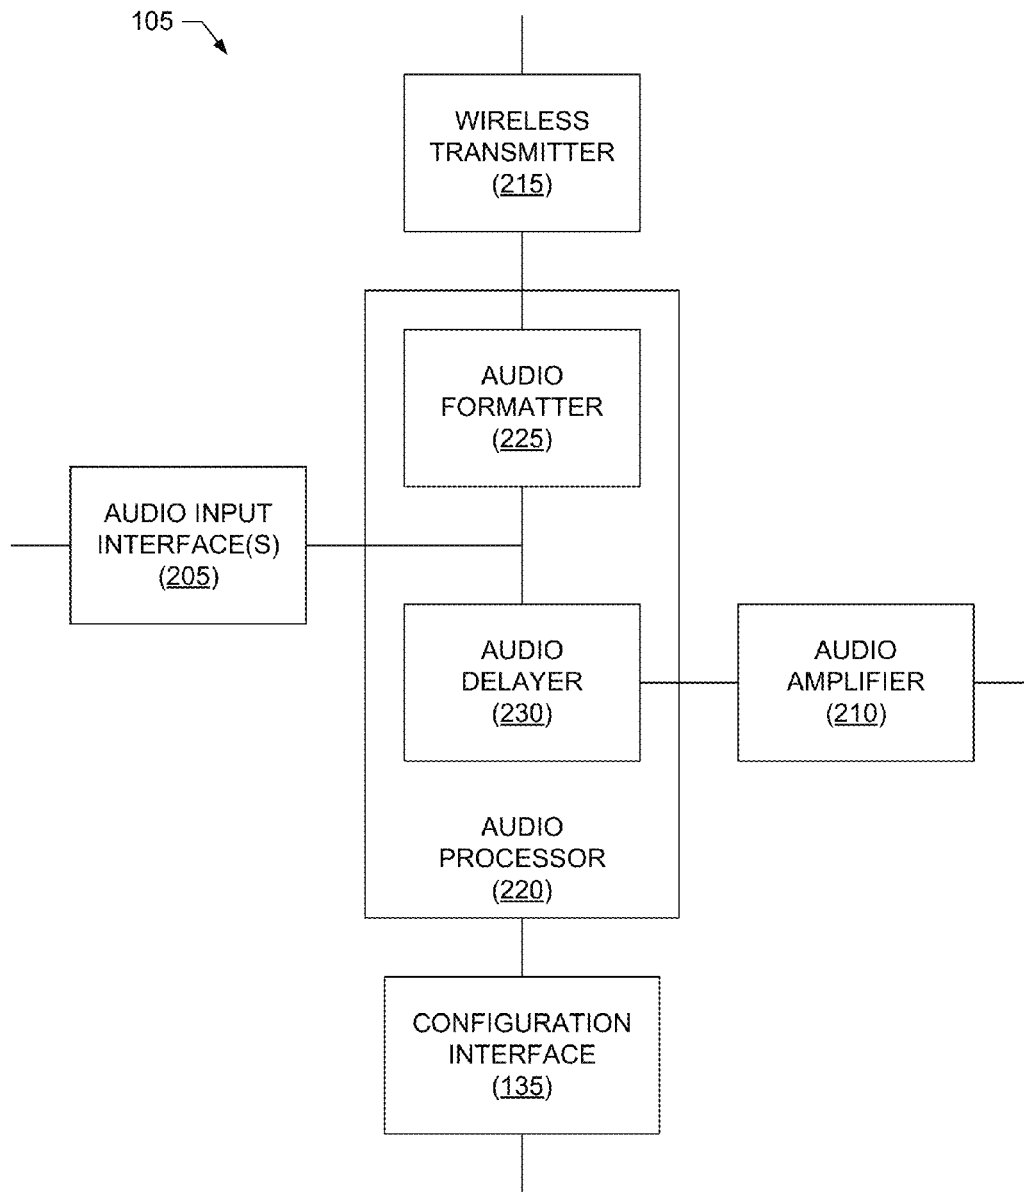 105
WIRELESS
TRANSMITTER
(215)
AUDIO
FORMATTER
(225)
AUDIO INPUT
INTERFACE(S)
(205)
AUDIO
DELAYER
(230)
AUDIO
AMPLIFIER
(210)
AUDIO
PROCESSOR
(220)
CONFIGURATION
INTERFACE
(135)